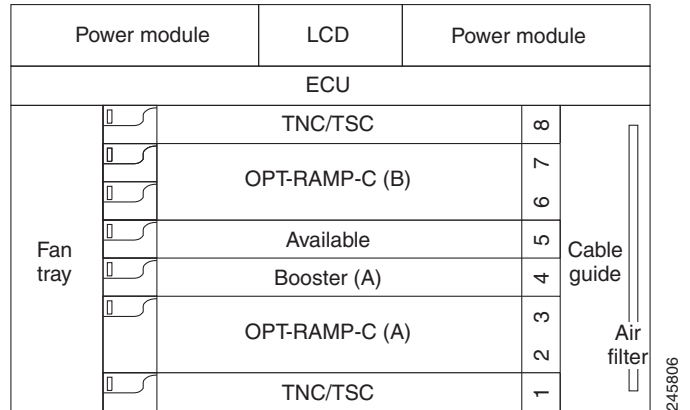 Power module
LCD
Power module
ECU
TNC/TSC
8
OPT-RAMP-C (B)
7
6
Available
5
Booster (A)
4
OPT-RAMP-C (A)
3
2
TNC/TSC
1
Fan
tray
Cable
guide
Air
filter
245806